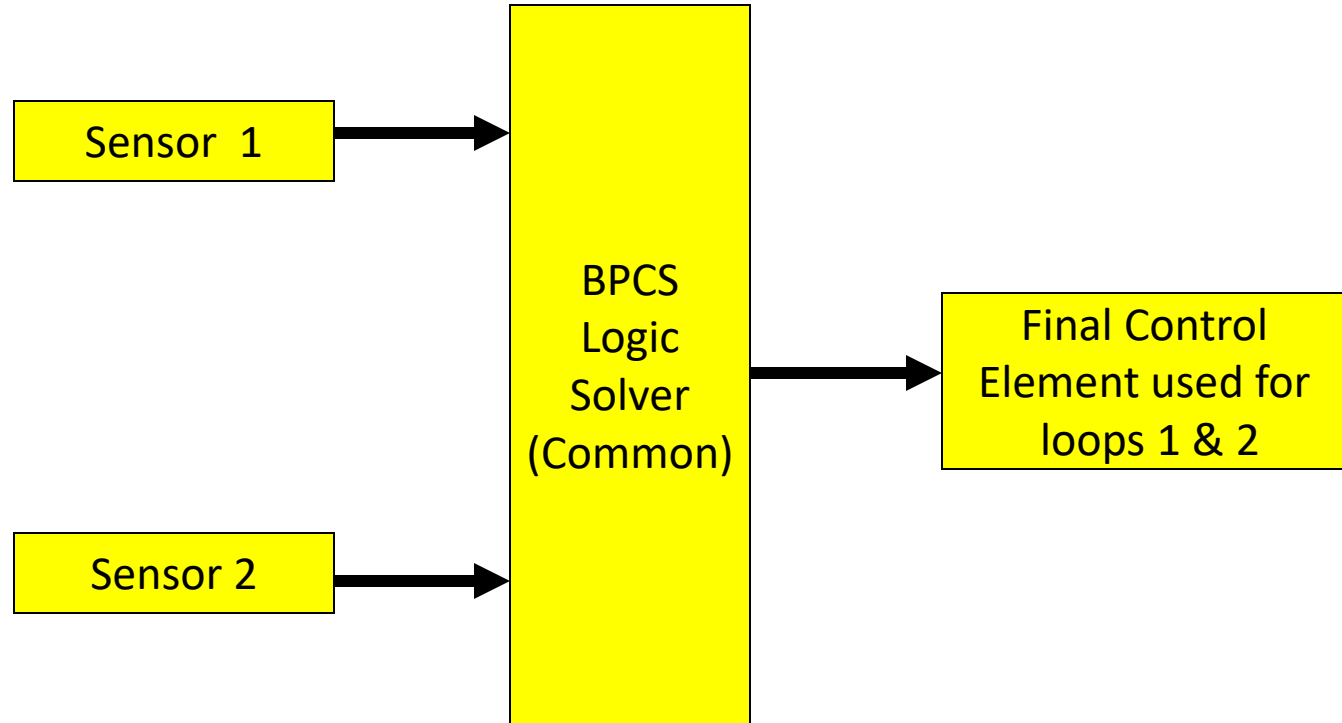 Sensor 1
BPCS
Logic
Solver
(Common)
Final Control
Element used for
loops 1 & 2
Sensor 2